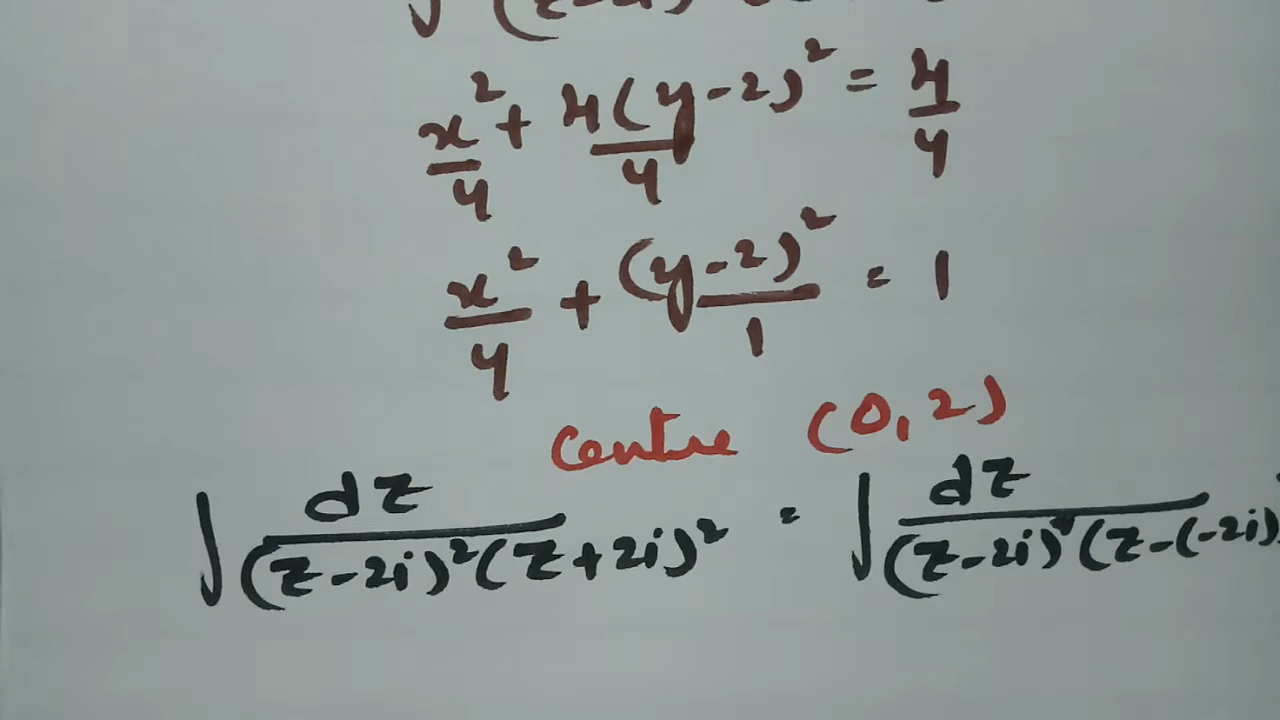 ∫ (z-2i)
x²/4 + 4(y-2)²/4 = 4/4
x²/4 + (y-2)²/1 = 1
Centre (0,2)
∫ dz/(z-2i)²(z+2i)² = ∫ dz/(z-2i)²(z-(-2i)